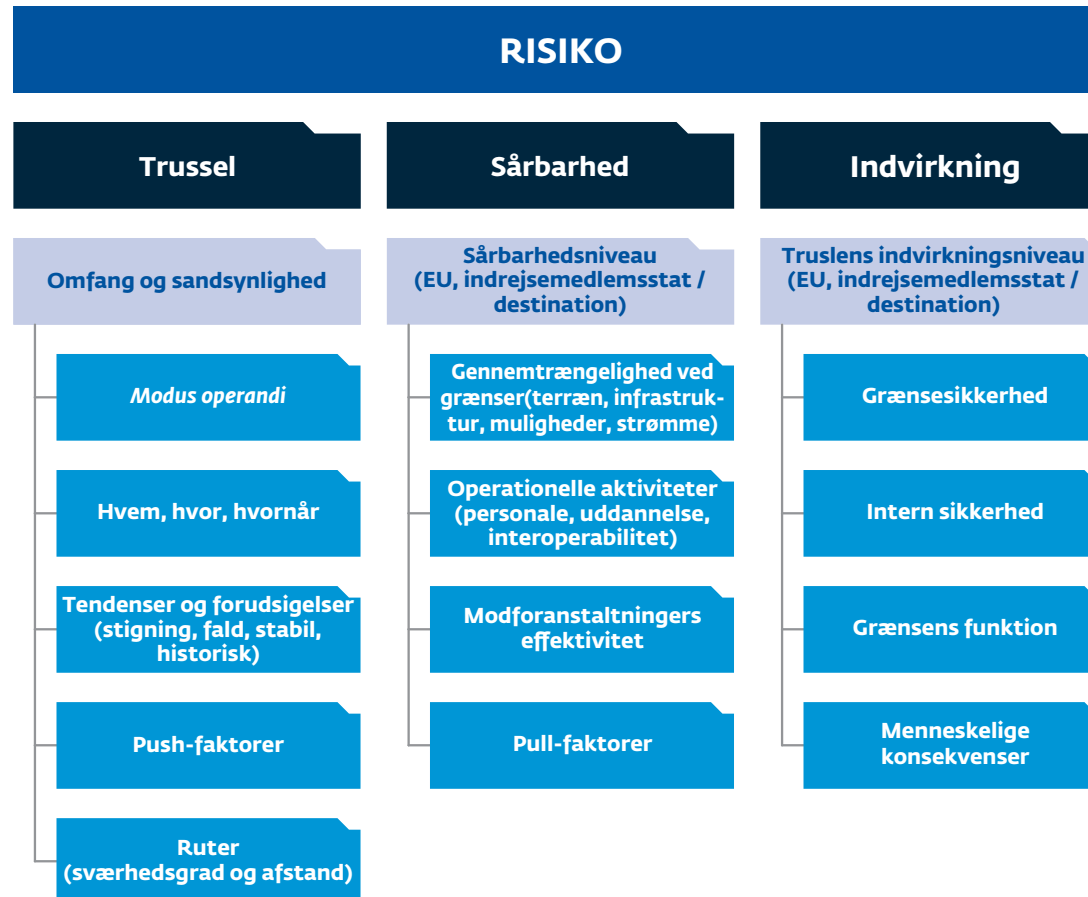 RISIKO
Trussel
Omfang og sandsynlighed
Modus operandi
Hvem, hvor, hvornår
Tendenser og forudsigelser
(stigning, fald, stabil,
historisk)
Push-faktorer
Ruter
(sværhedsgrad og afstand)
Sårbarhed
Sårbarhedsniveau
(EU, indrejsemedlemsstat /
destination)
Gennemtrængelighed ved
grænser(terræn, infrastruk-
tur, muligheder, strømme)
Operationelle aktiviteter
(personale, uddannelse,
interoperabilitet)
Modforanstaltningers
effektivitet
Pull-faktorer
Indvirkning
Truslens indvirkningsniveau
(EU, indrejsemedlemsstat /
destination)
Grænsesikkerhed
Intern sikkerhed
Grænsens funktion
Menneskelige
konsekvenser